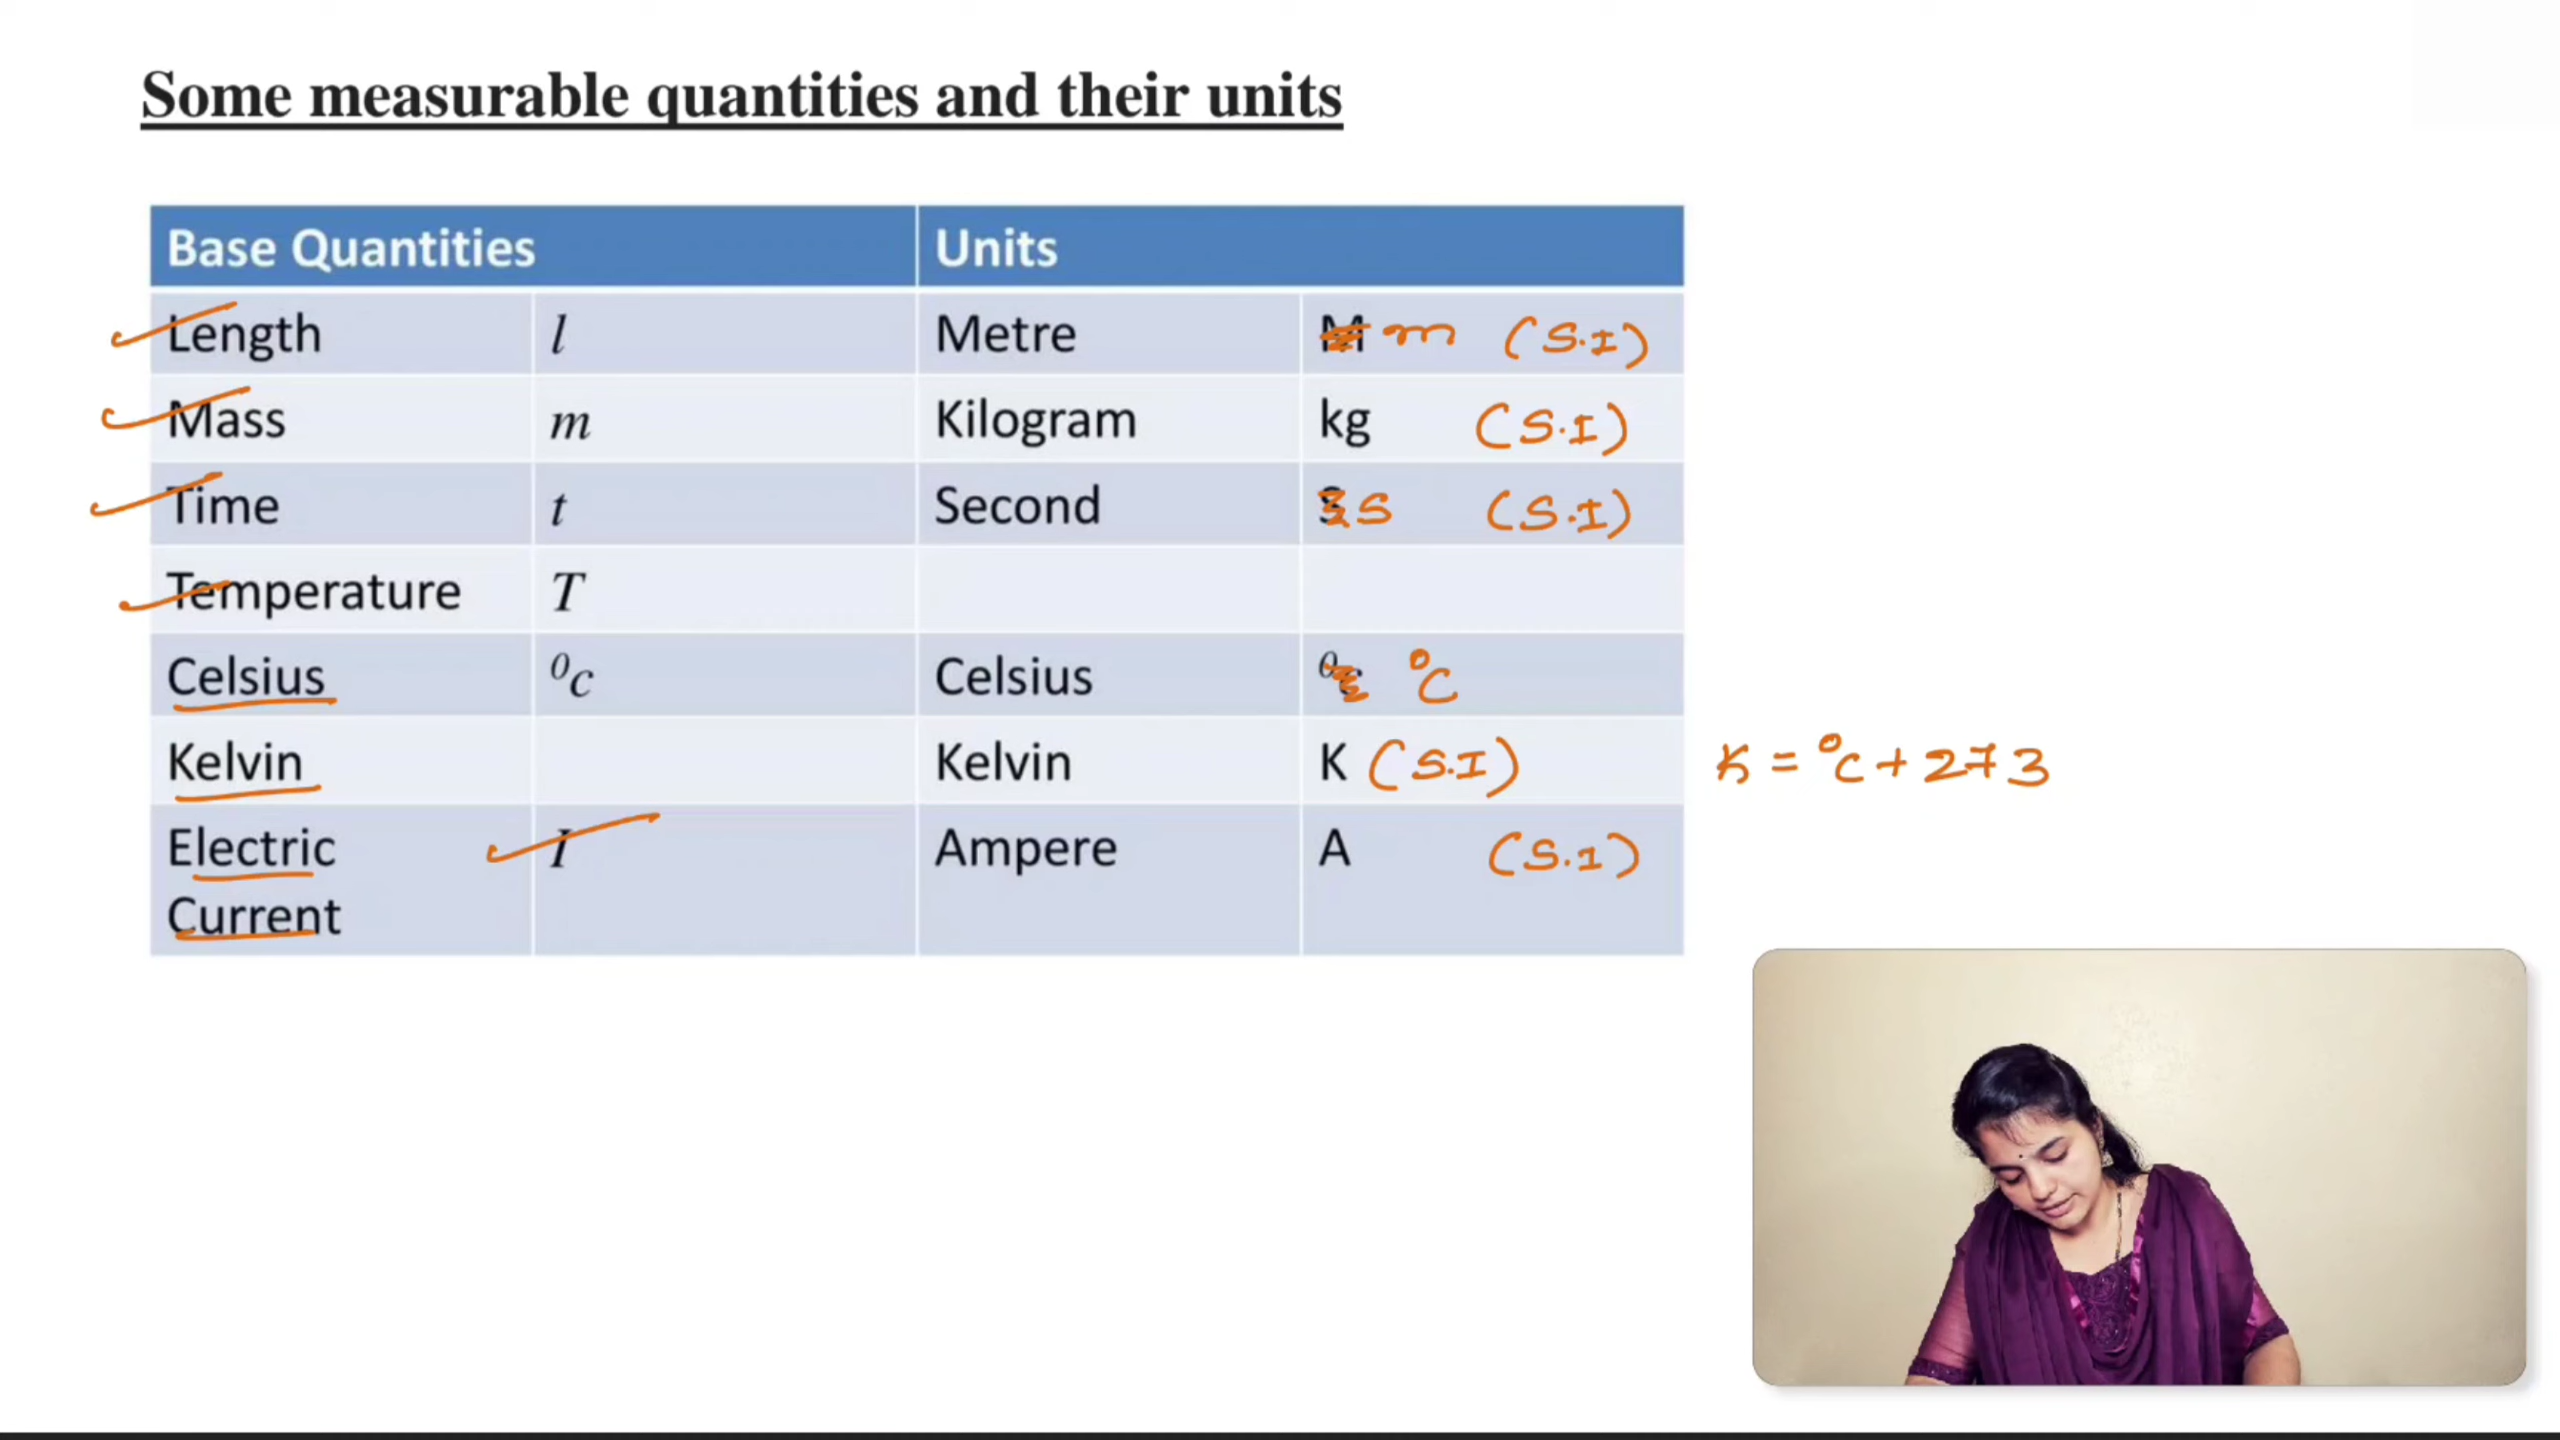 Some measurable quantities and their units
Base Quantities Units
Length l Metre M m (S.I)
Mass m Kilogram kg (S.I)
Time t Second S s (S.I)
Temperature T
Celsius ⁰c Celsius ⁰c °C
Kelvin Kelvin K (S.I) K = °C + 273
Electric I Ampere A (S.I)
Current